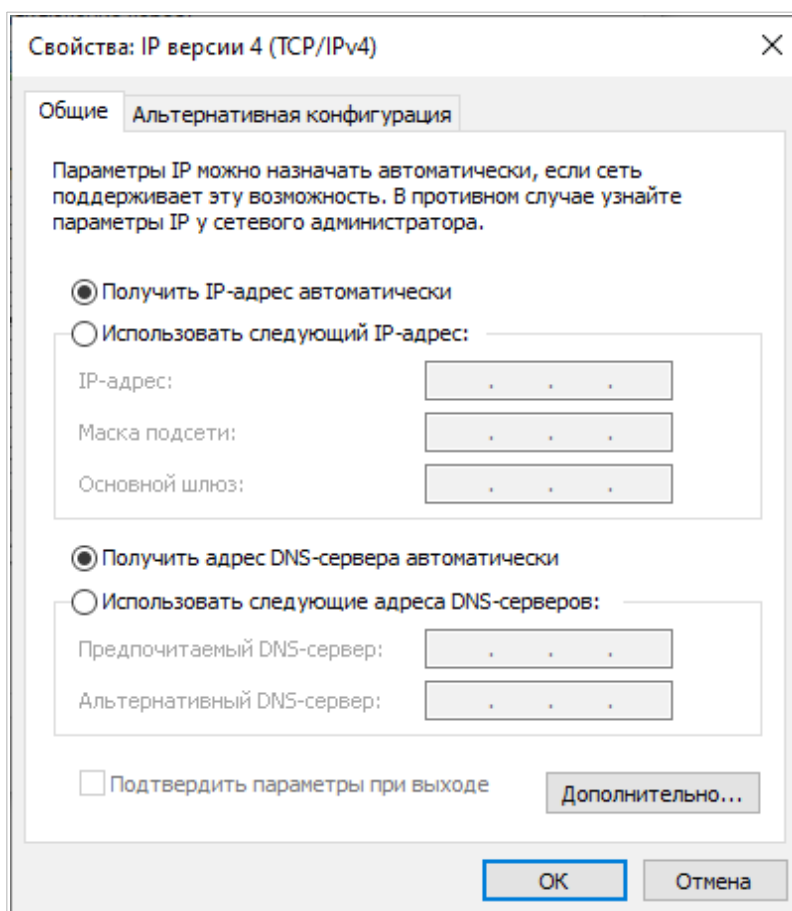 Свойства: IP версии 4 (TCP/IPv4)
Общие
Альтернативная конфигурация
Параметры IP можно назначать автоматически, если сеть
поддерживает эту возможность. В противном случае узнайте
параметры IP у сетевого администратора.
Получить IP-адрес автоматически
Использовать следующий IP-адрес:
IP-адрес:
Маска подсети:
Основной шлюз:
Получить адрес DNS-сервера автоматически
Использовать следующие адреса DNS-серверов:
Предпочитаемый DNS-сервер:
Альтернативный DNS-сервер:
Подтвердить параметры при выходе
Дополнительно...
ОК
Отмена